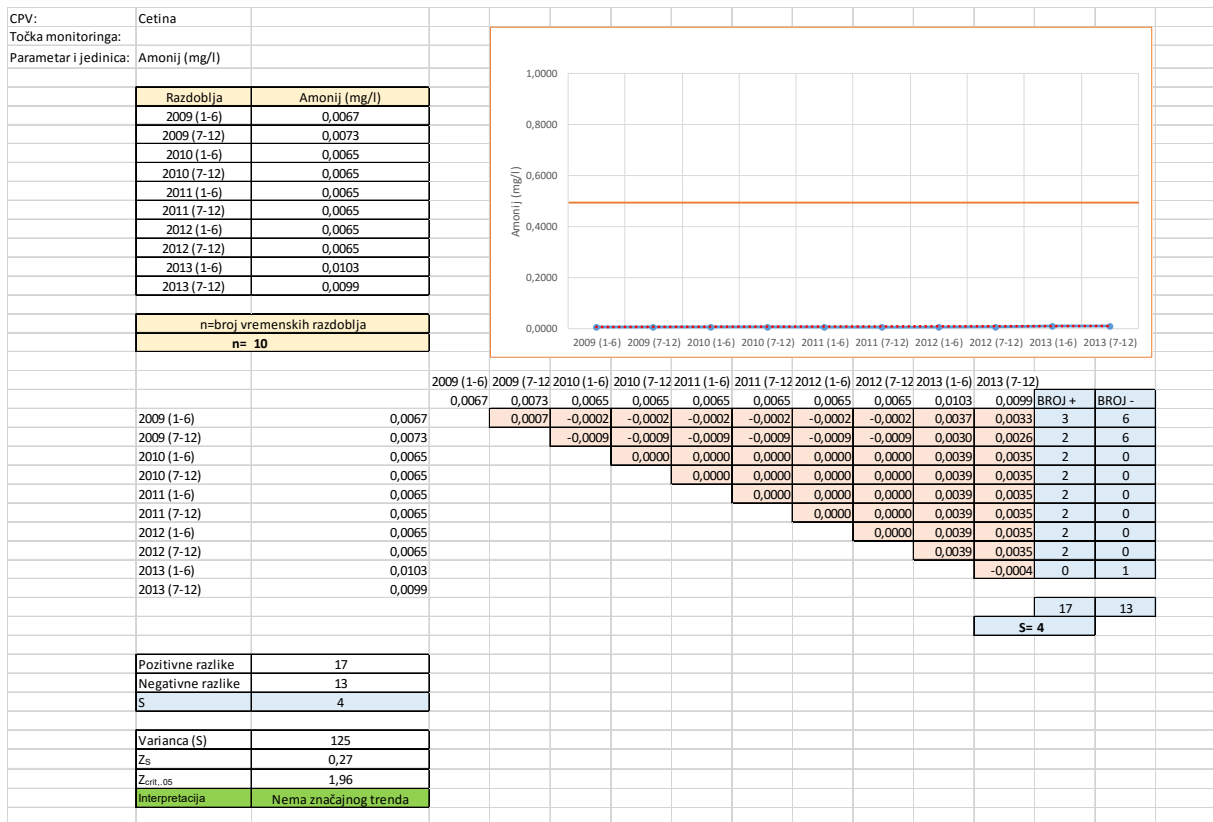 CPV: Cetina
Točka monitoringa:
Parametar i jedinica: Amonij (mg/l)
Razdoblja Amonij (mg/l)
2009 (1-6) 0,0067
2009 (7-12) 0,0073
2010 (1-6) 0,0065
2010 (7-12) 0,0065
2011 (1-6) 0,0065
2011 (7-12) 0,0065
2012 (1-6) 0,0065
2012 (7-12) 0,0065
2013 (1-6) 0,0103
2013 (7-12) 0,0099
n=broj vremenskih razdoblja
n= 10
Amonij (mg/l)
1,0000
0,8000
0,6000
0,4000
0,2000
0,0000
2009 (1-6) 2009 (7-12) 2010 (1-6) 2010 (7-12) 2011 (1-6) 2011 (7-12) 2012 (1-6) 2012 (7-12) 2013 (1-6) 2013 (7-12)
2009 (1-6) 2009 (7-12 2010 (1-6) 2010 (7-12 2011 (1-6) 2011 (7-12 2012 (1-6) 2012 (7-12 2013 (1-6) 2013 (7-12)
0,0067 0,0073 0,0065 0,0065 0,0065 0,0065 0,0065 0,0065 0,0103 0,0099 BROJ + BROJ -
2009 (1-6) 0,0067 0,0007 -0,0002 -0,0002 -0,0002 -0,0002 -0,0002 -0,0002 0,0037 0,0033 3 6
2009 (7-12) 0,0073 -0,0009 -0,0009 -0,0009 -0,0009 -0,0009 -0,0009 0,0030 0,0026 2 6
2010 (1-6) 0,0065 0,0000 0,0000 0,0000 0,0000 0,0000 0,0039 0,0035 2 0
2010 (7-12) 0,0065 0,0000 0,0000 0,0000 0,0000 0,0039 0,0035 2 0
2011 (1-6) 0,0065 0,0000 0,0000 0,0000 0,0039 0,0035 2 0
2011 (7-12) 0,0065 0,0000 0,0000 0,0039 0,0035 2 0
2012 (1-6) 0,0065 0,0000 0,0039 0,0035 2 0
2012 (7-12) 0,0065 0,0039 0,0035 2 0
2013 (1-6) 0,0103 -0,0004 0 1
2013 (7-12) 0,0099
17 13
S= 4
Pozitivne razlike 17
Negativne razlike 13
S 4
Varianca (S) 125
Zs 0,27
Zcrit,.05 1,96
Interpretacija Nema značajnog trenda